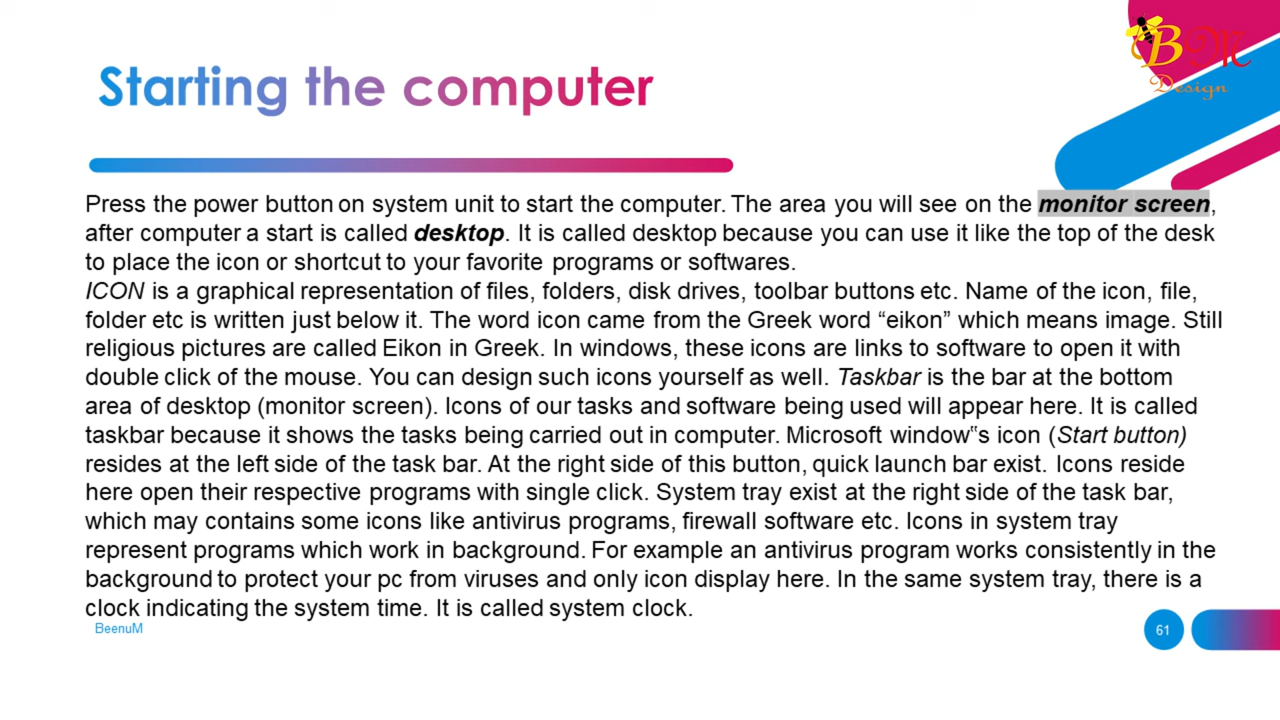 B M
Design
Starting the computer
Press the power button on system unit to start the computer. The area you will see on the monitor screen,
after computer a start is called desktop. It is called desktop because you can use it like the top of the desk
to place the icon or shortcut to your favorite programs or softwares.
ICON is a graphical representation of files, folders, disk drives, toolbar buttons etc. Name of the icon, file,
folder etc is written just below it. The word icon came from the Greek word “eikon” which means image. Still
religious pictures are called Eikon in Greek. In windows, these icons are links to software to open it with
double click of the mouse. You can design such icons yourself as well. Taskbar is the bar at the bottom
area of desktop (monitor screen). Icons of our tasks and software being used will appear here. It is called
taskbar because it shows the tasks being carried out in computer. Microsoft window‟s icon (Start button)
resides at the left side of the task bar. At the right side of this button, quick launch bar exist. Icons reside
here open their respective programs with single click. System tray exist at the right side of the task bar,
which may contains some icons like antivirus programs, firewall software etc. Icons in system tray
represent programs which work in background. For example an antivirus program works consistently in the
background to protect your pc from viruses and only icon display here. In the same system tray, there is a
clock indicating the system time. It is called system clock.
BeenuM
61